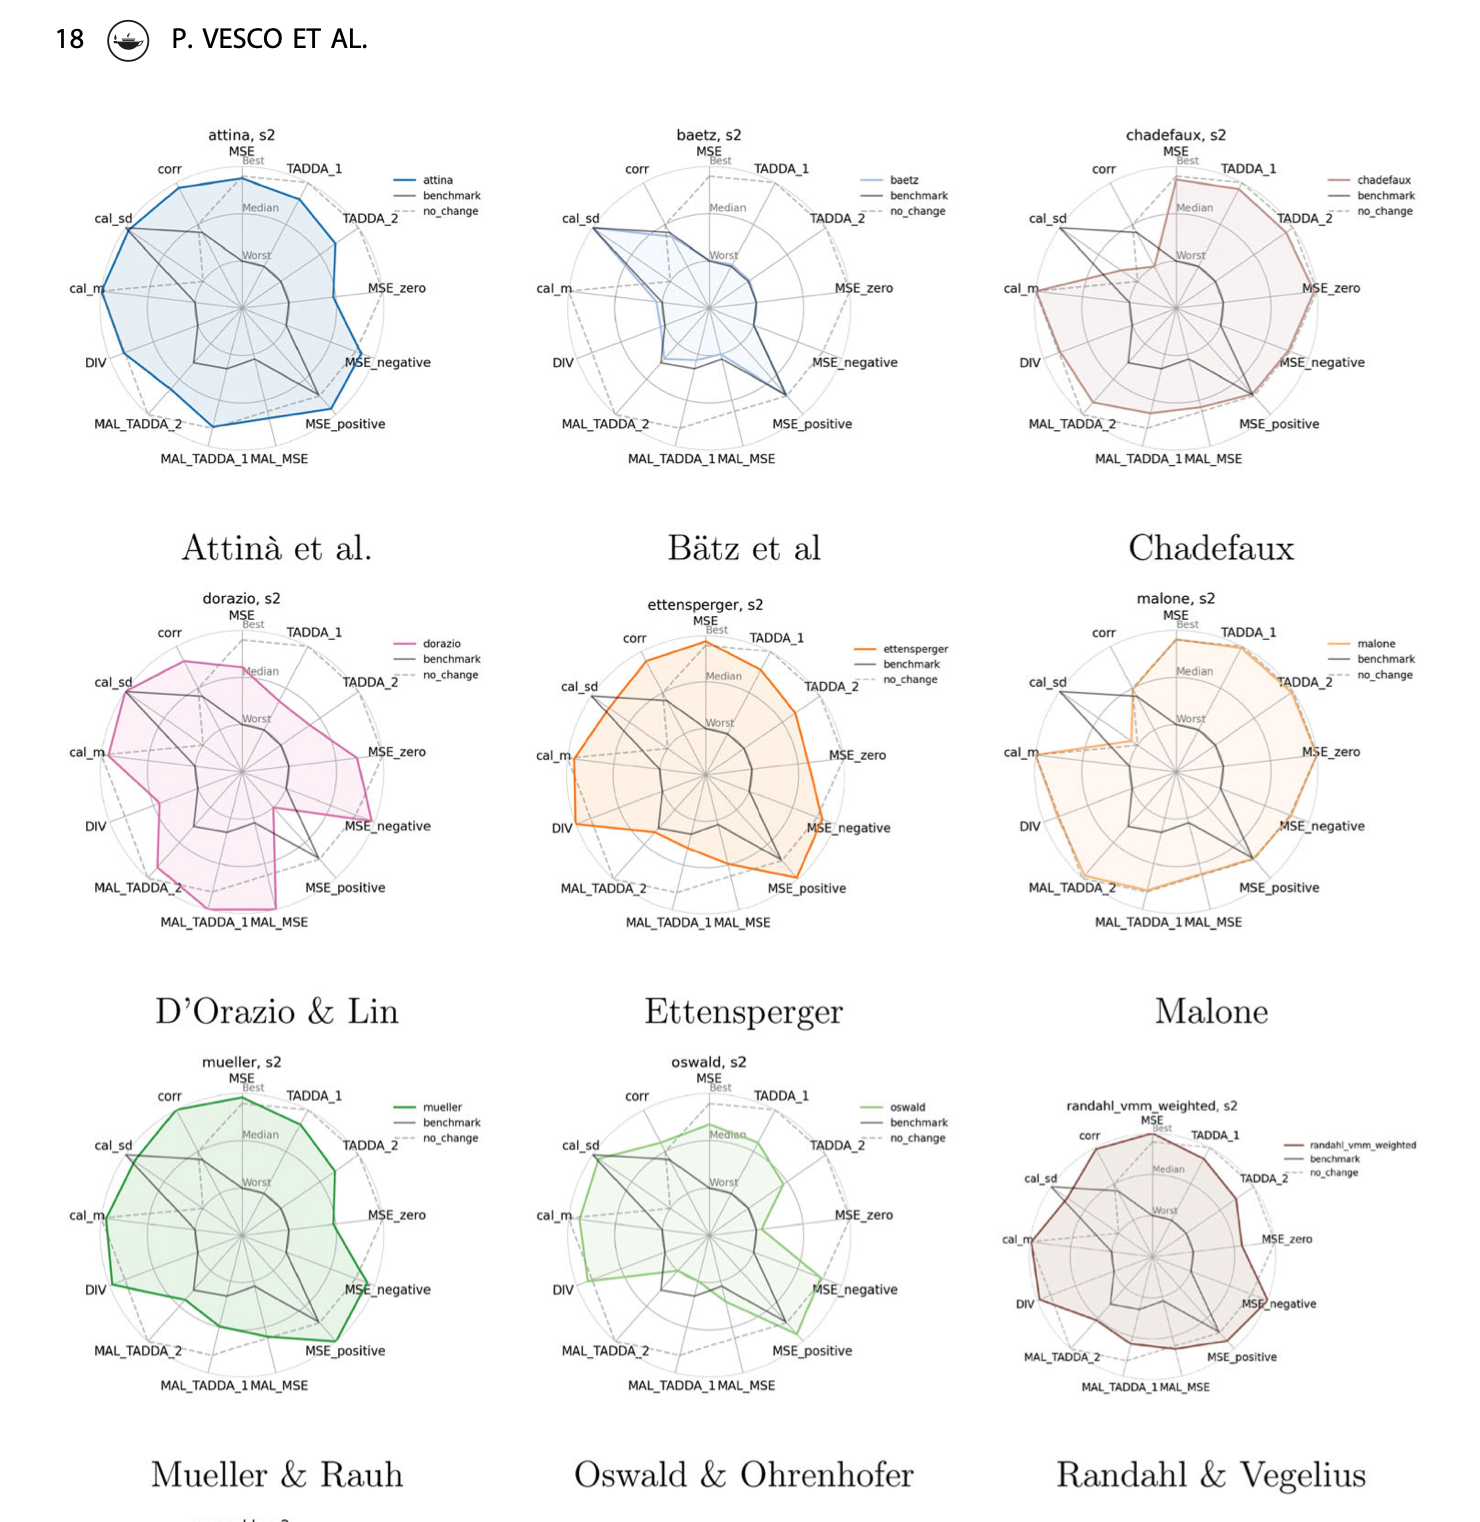 18 P. VESCO ET AL.
attina, s2
MSE
Best
corr
TADDA_1
attina
benchmark
no_change
cal_sd
Median
TADDA_2
Worst
cal_m
MSE_zero
DIV
MSE_negative
MAL_TADDA_2
MSE_positive
MAL_TADDA_1 MAL_MSE
Attinà et al.
baetz, s2
MSE
Best
corr
TADDA_1
baetz
benchmark
no_change
cal_sd
Median
TADDA_2
Worst
cal_m
MSE_zero
DIV
MSE_negative
MAL_TADDA_2
MSE_positive
MAL_TADDA_1 MAL_MSE
Bätz et al
chadefaux, s2
MSE
Best
corr
TADDA_1
chadefaux
benchmark
no_change
cal_sd
Median
TADDA_2
Worst
cal_m
MSE_zero
DIV
MSE_negative
MAL_TADDA_2
MSE_positive
MAL_TADDA_1 MAL_MSE
Chadefaux
dorazio, s2
MSE
Best
corr
TADDA_1
dorazio
benchmark
no_change
cal_sd
Median
TADDA_2
Worst
cal_m
MSE_zero
DIV
MSE_negative
MAL_TADDA_2
MSE_positive
MAL_TADDA_1 MAL_MSE
D'Orazio & Lin
ettensperger, s2
MSE
Best
corr
TADDA_1
ettensperger
benchmark
no_change
cal_sd
Median
TADDA_2
Worst
cal_m
MSE_zero
DIV
MSE_negative
MAL_TADDA_2
MSE_positive
MAL_TADDA_1 MAL_MSE
Ettensperger
malone, s2
MSE
Best
corr
TADDA_1
malone
benchmark
no_change
cal_sd
Median
TADDA_2
Worst
cal_m
MSE_zero
DIV
MSE_negative
MAL_TADDA_2
MSE_positive
MAL_TADDA_1 MAL_MSE
Malone
mueller, s2
MSE
Best
corr
TADDA_1
mueller
benchmark
no_change
cal_sd
Median
TADDA_2
Worst
cal_m
MSE_zero
DIV
MSE_negative
MAL_TADDA_2
MSE_positive
MAL_TADDA_1 MAL_MSE
Mueller & Rauh
oswald, s2
MSE
Best
corr
TADDA_1
oswald
benchmark
no_change
cal_sd
Median
TADDA_2
Worst
cal_m
MSE_zero
DIV
MSE_negative
MAL_TADDA_2
MSE_positive
MAL_TADDA_1 MAL_MSE
Oswald & Ohrenhofer
randahl_vmm_weighted, s2
MSE
Best
corr
TADDA_1
randahl_vmm_weighted
benchmark
no_change
cal_sd
Median
TADDA_2
Worst
cal_m
MSE_zero
DIV
MSE_negative
MAL_TADDA_2
MSE_positive
MAL_TADDA_1 MAL_MSE
Randahl & Vegelius